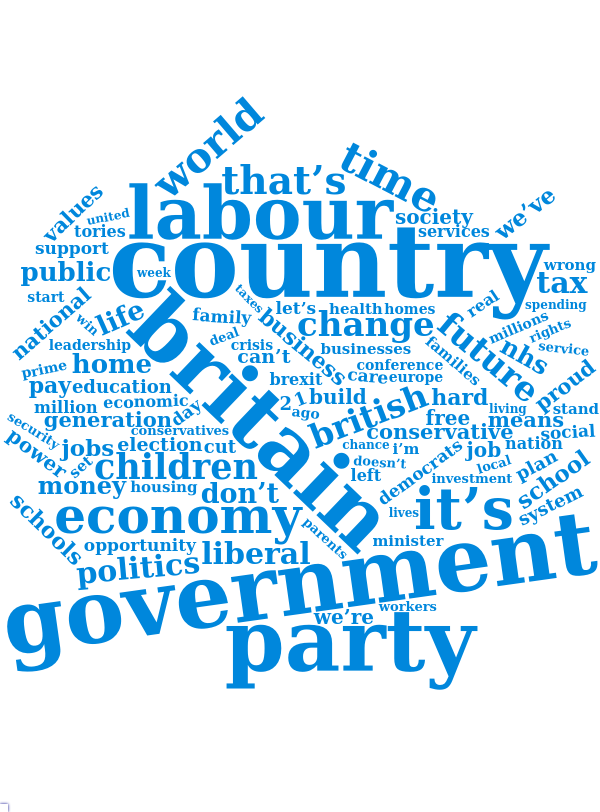 world
time
that's
values
united
labour
society
we've
tories
services
support
country
public
week
wrong
tax
start
national
win
life
taxes
let's
health
homes
real
spending
family
business
change
future
millions
rights
leadership
deal
crisis
businesses
families
nhs
service
prime
home
can't
conference
pay
education
brexit
care
europe
proud
million
economic
day
2
1
build
british
hard
living
stand
generation
ago
free
means
security
conservatives
conservative
social
power
jobs
election
cut
britain
chance
i'm
job
nation
set
children
doesn't
democrats
local
plan
left
investment
school
money
housing
don't
schools
economy
lives
it's
system
opportunity
parents
minister
politics
liberal
government
workers
we're
party